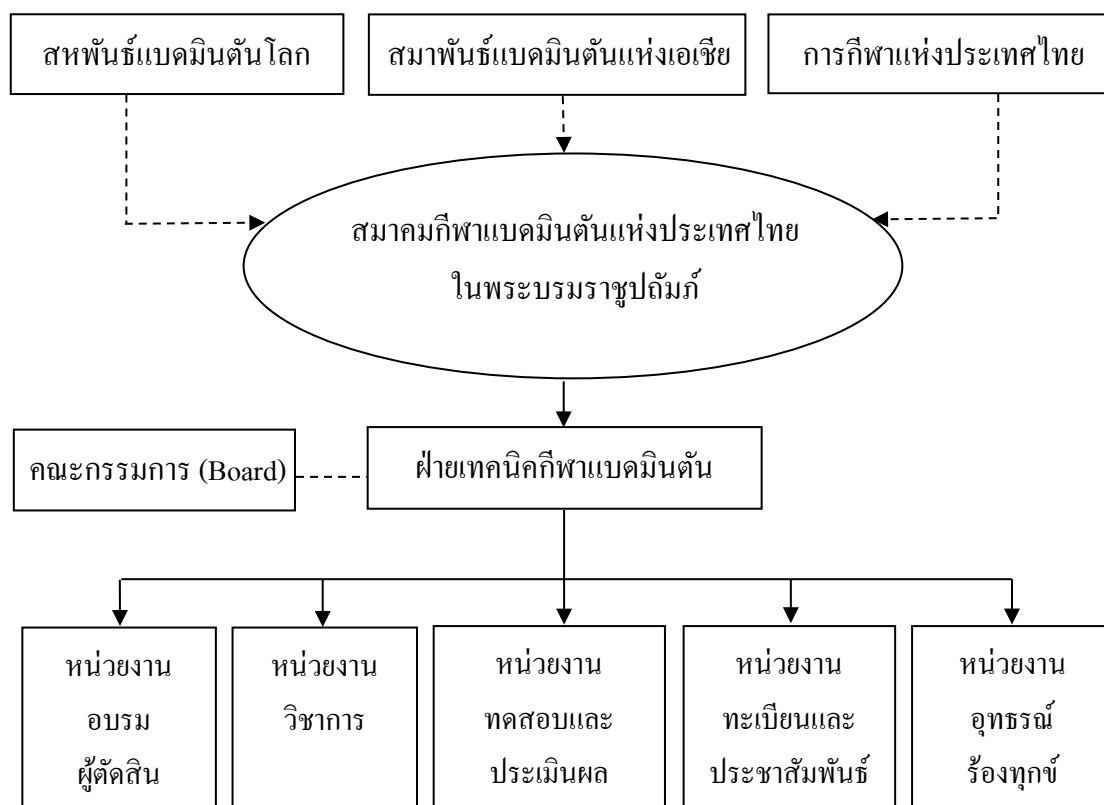 สหพันธ์แบดมินตันโลก
สมาพันธ์แบดมินตันแห่งเอเชีย
การกีฬาแห่งประเทศไทย
สมาคมกีฬาแบดมินตันแห่งประเทศไทย
ในพระบรมราชูปถัมภ์
คณะกรรมการ (Board)
ฝ่ายเทคนิคกีฬาแบดมินตัน
หน่วยงาน
อบรม
ผู้ตัดสิน
หน่วยงาน
วิชาการ
หน่วยงาน
ทดสอบและ
ประเมินผล
หน่วยงาน
ทะเบียนและ
ประชาสัมพันธ์
หน่วยงาน
อุทธรณ์
ร้องทุกข์